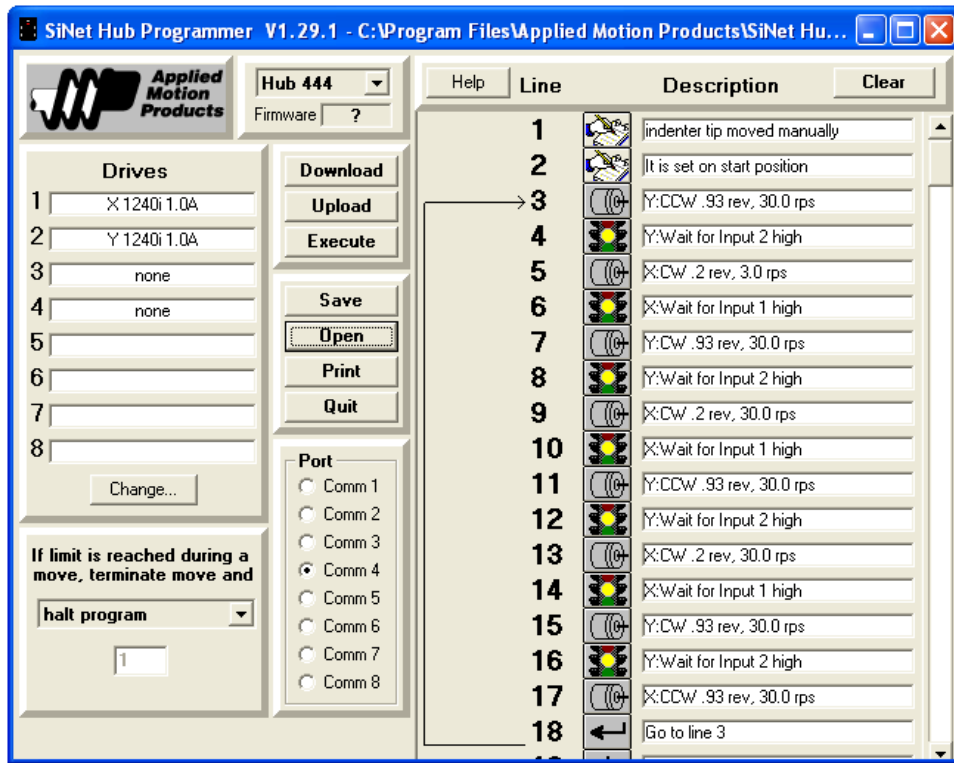 SiNet Hub Programmer V1.29.1 - C:\Program Files\Applied Motion Products\SiNet Hu...
Applied
Motion
Products
Hub 444
Firmware ?
Help Line Description Clear
Drives
1 X 1240i 1.0A
2 Y 1240i 1.0A
3 none
4 none
5
6
7
8
Change...
If limit is reached during a
move, terminate move and
halt program
1
Download
Upload
Execute
Save
Open
Print
Quit
Port
Comm 1
Comm 2
Comm 3
Comm 4
Comm 5
Comm 6
Comm 7
Comm 8
1 indenter tip moved manually
2 It is set on start position
3 Y:CCW .93 rev, 30.0 rps
4 Y:Wait for Input 2 high
5 X:CW .2 rev, 3.0 rps
6 X:Wait for Input 1 high
7 Y:CW .93 rev, 30.0 rps
8 Y:Wait for Input 2 high
9 X:CW .2 rev, 30.0 rps
10 X:Wait for Input 1 high
11 Y:CCW .93 rev, 30.0 rps
12 Y:Wait for Input 2 high
13 X:CW .2 rev, 30.0 rps
14 X:Wait for Input 1 high
15 Y:CW .93 rev, 30.0 rps
16 Y:Wait for Input 2 high
17 X:CCW .93 rev, 30.0 rps
18 Go to line 3